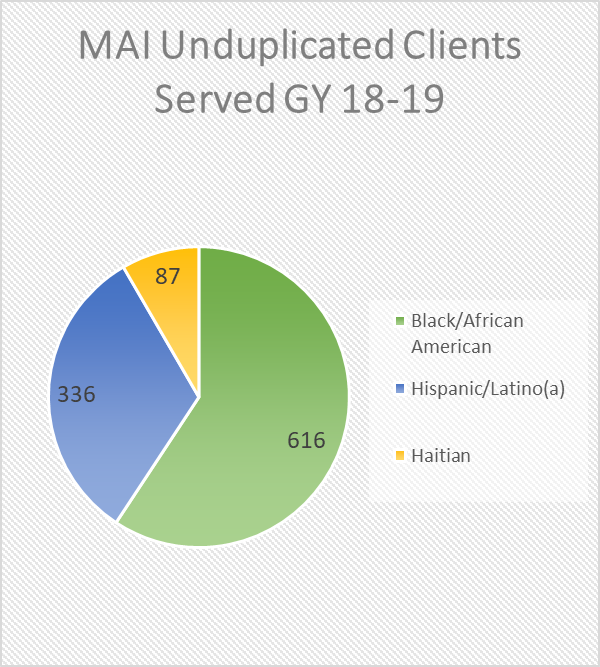 MAI Unduplicated Clients
Served GY 18-19
87
336
616
Black/African
American
Hispanic/Latino(a)
Haitian